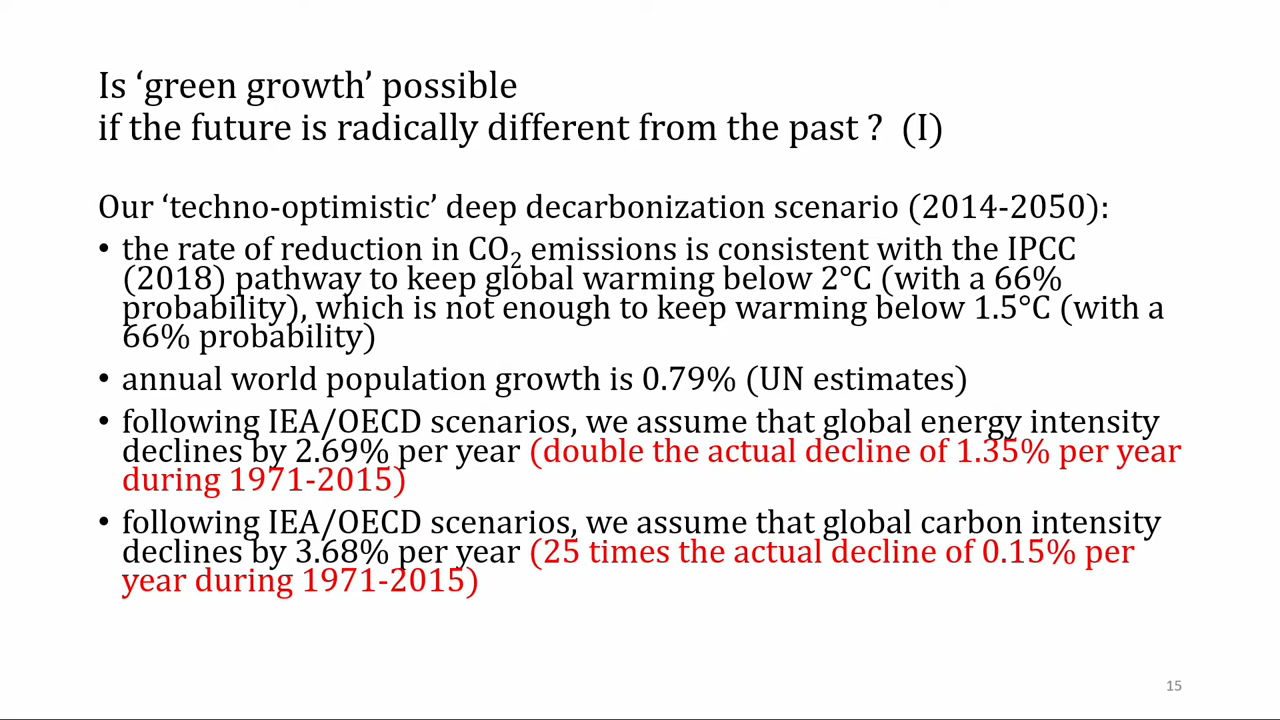 Is ‘green growth’ possible
if the future is radically different from the past ? (I)
Our ‘techno-optimistic’ deep decarbonization scenario (2014-2050):
• the rate of reduction in CO₂ emissions is consistent with the IPCC
(2018) pathway to keep global warming below 2°C (with a 66%
probability), which is not enough to keep warming below 1.5°C (with a
66% probability)
• annual world population growth is 0.79% (UN estimates)
• following IEA/OECD scenarios, we assume that global energy intensity
declines by 2.69% per year (double the actual decline of 1.35% per year
during 1971-2015)
• following IEA/OECD scenarios, we assume that global carbon intensity
declines by 3.68% per year (25 times the actual decline of 0.15% per
year during 1971-2015)
15